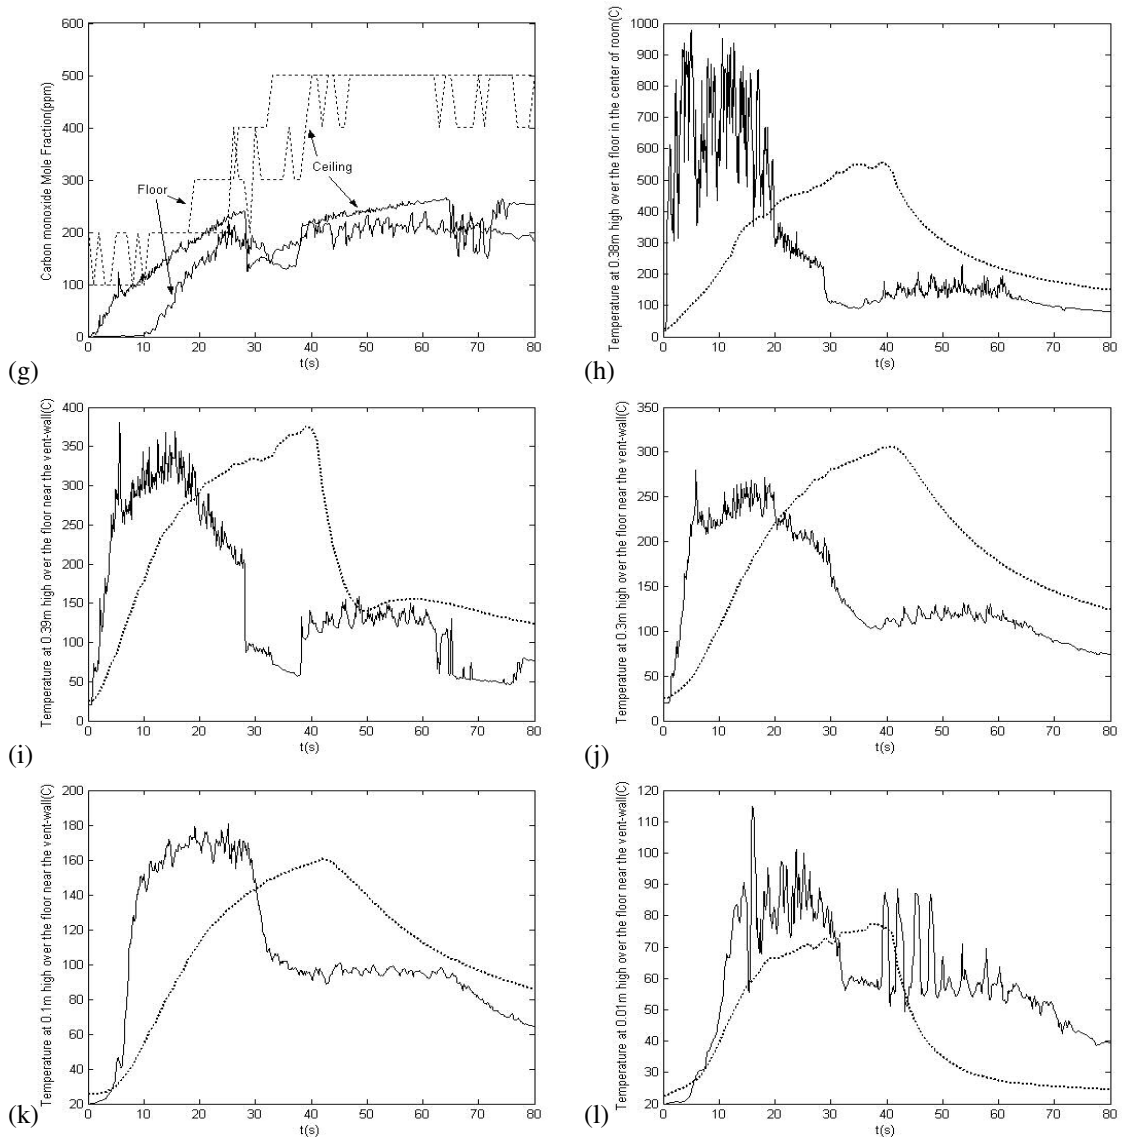 Carbon monoxide Mole Fraction(ppm)
600
500
400
300
200
100
0
Floor
Ceiling
0 10 20 30 40 50 60 70 80
t(s)
(g)
Temperature at 0.38m high over the floor in the center of room(C)
1000
900
800
700
600
500
400
300
200
100
0
0 10 20 30 40 50 60 70 80
t(s)
(h)
Temperature at 0.39m high over the floor near the vent-wall(C)
400
350
300
250
200
150
100
50
0
0 10 20 30 40 50 60 70 80
t(s)
(i)
Temperature at 0.3m high over the floor near the vent-wall(C)
350
300
250
200
150
100
50
0
0 10 20 30 40 50 60 70 80
t(s)
(j)
Temperature at 0.1m high over the floor near the vent-wall(C)
200
180
160
140
120
100
80
60
40
20
0 10 20 30 40 50 60 70 80
t(s)
(k)
Temperature at 0.01m high over the floor near the vent-wall(C)
120
110
100
90
80
70
60
50
40
30
20
0 10 20 30 40 50 60 70 80
t(s)
(l)